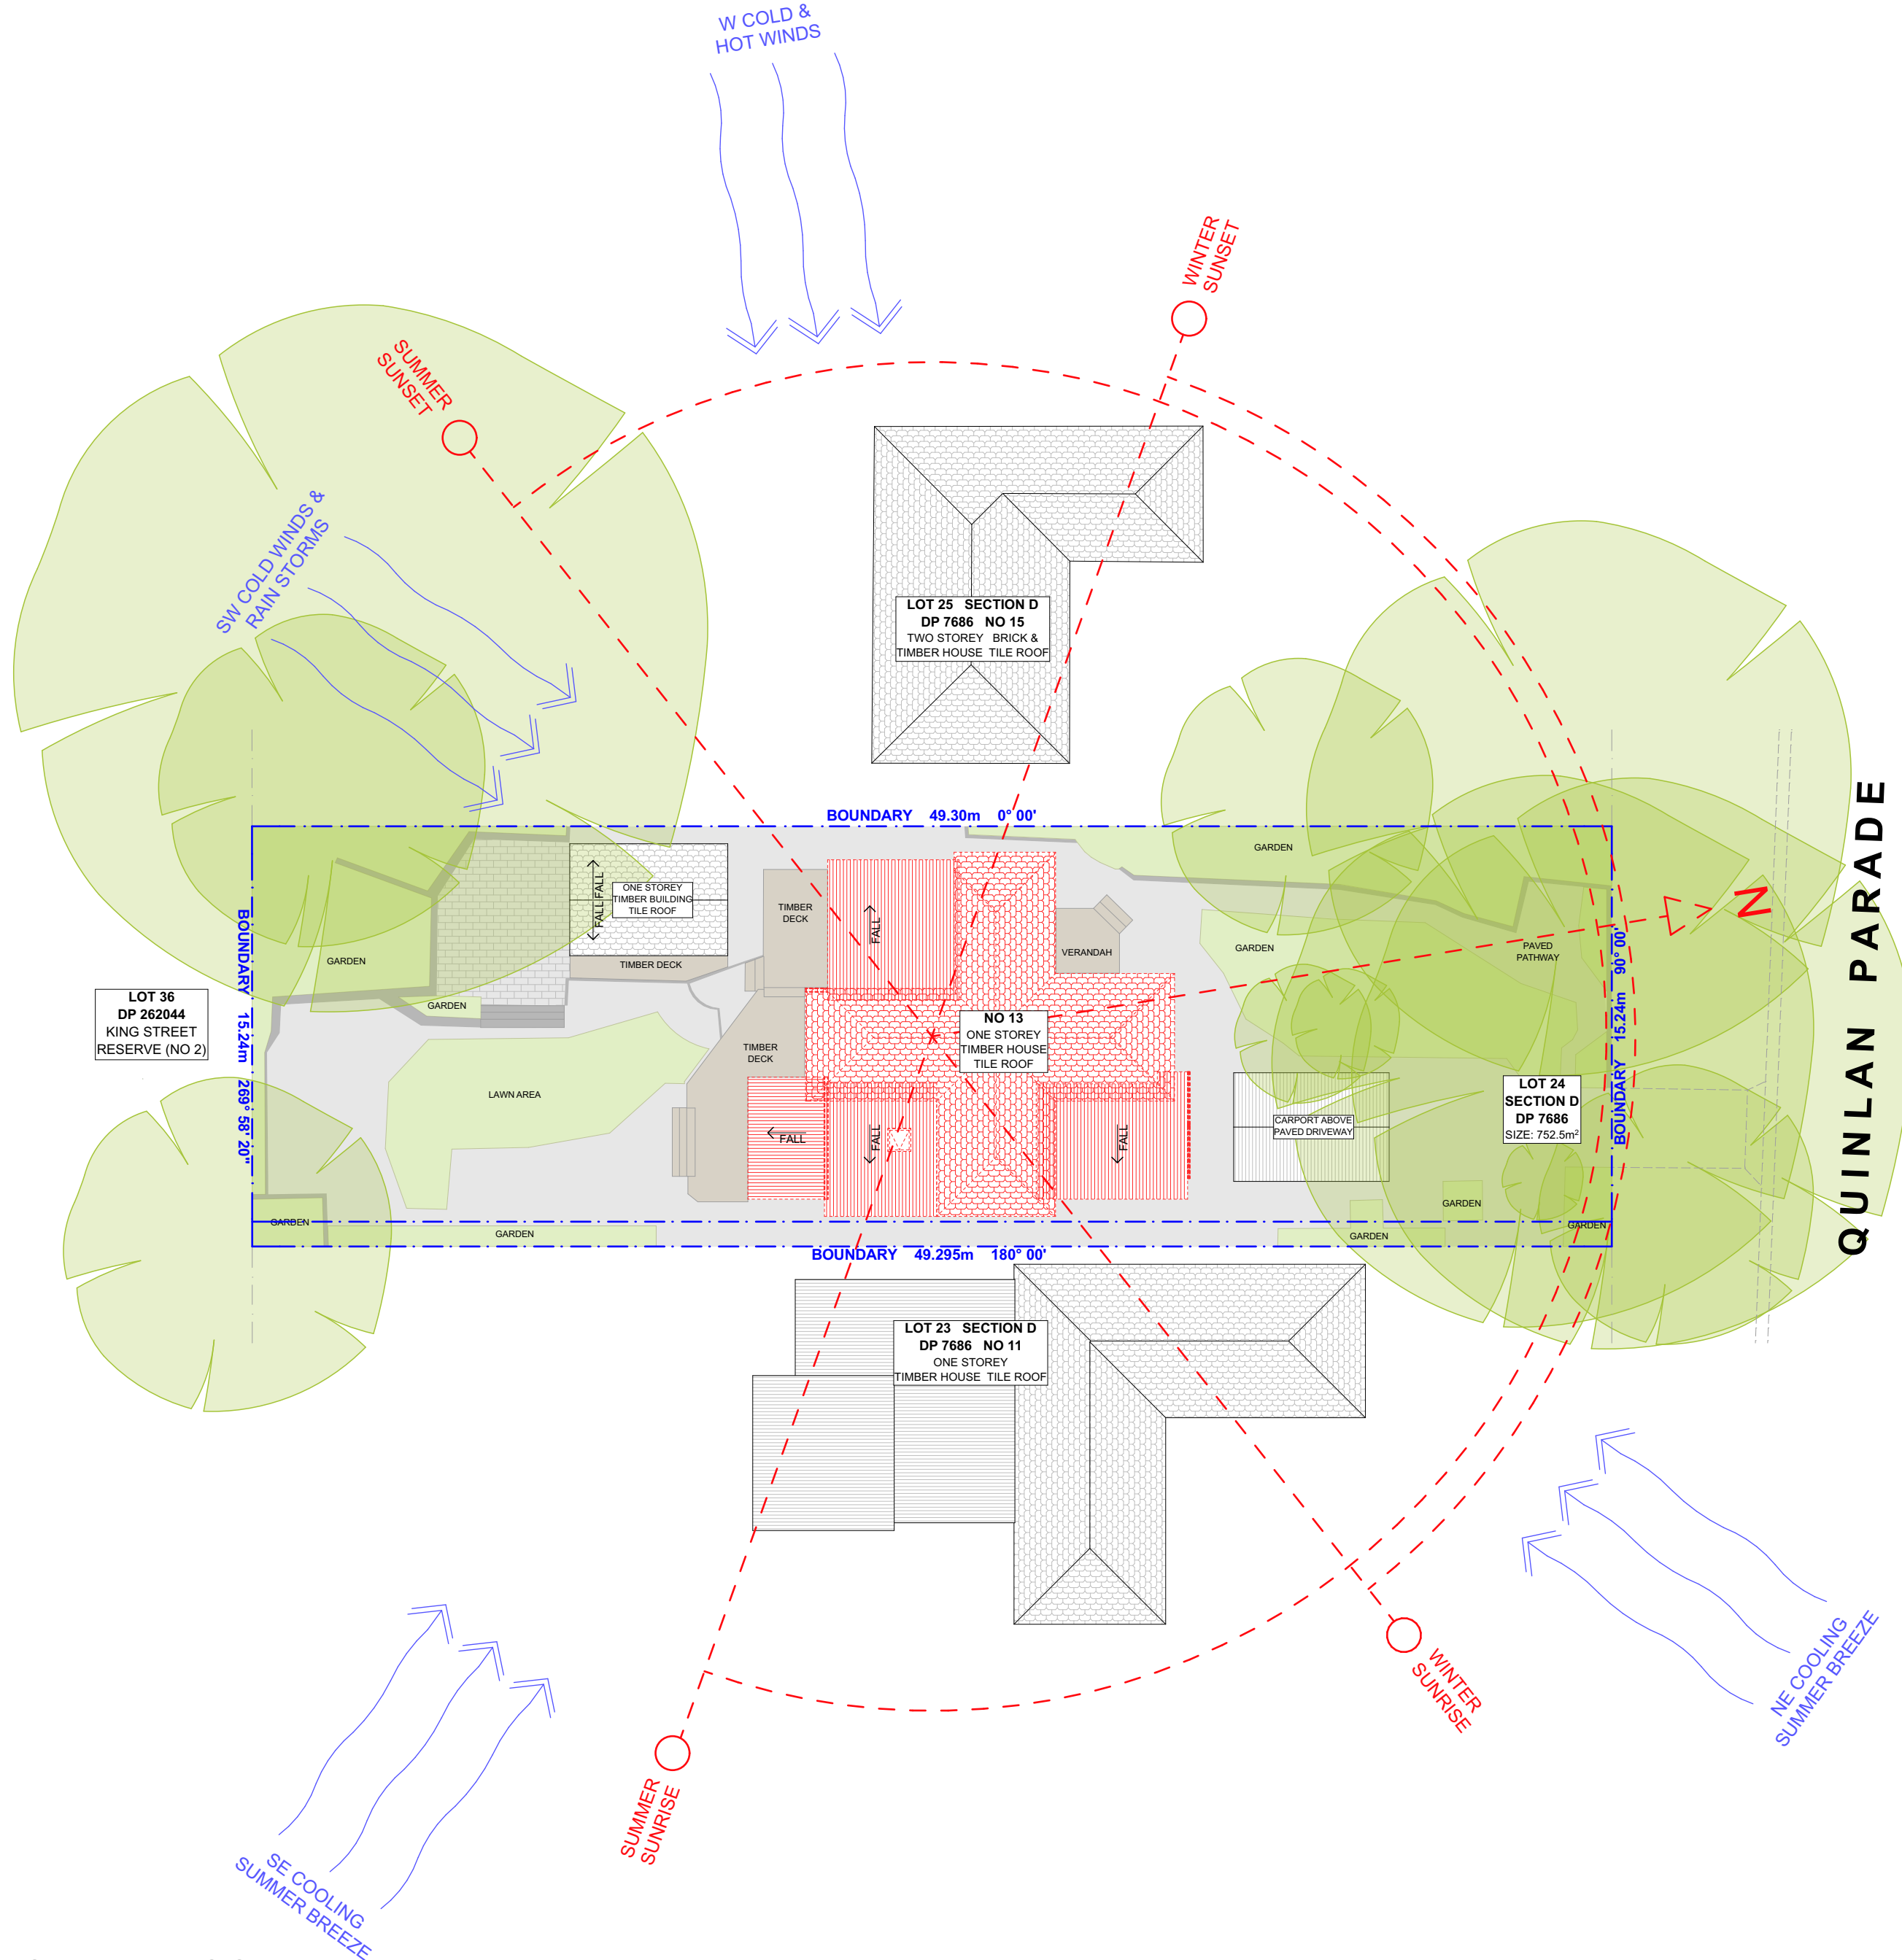 W COLD &
HOT WINDS
WINTER
SUNSET
SUMMER
SUNSET
SW COLD WINDS &
RAIN STORMS
LOT 25 SECTION D
DP 7686 NO 15
TWO STOREY BRICK &
TIMBER HOUSE TILE ROOF
BOUNDARY 49.30m 0° 00'
GARDEN
FALL
FALL
ONE STOREY
TIMBER BUILDING
TILE ROOF
TIMBER
DECK
FALL
VERANDAH
GARDEN
PAVED
PATHWAY
N
QUINLAN PARADE
BOUNDARY 15.24m 269° 58' 20"
BOUNDARY 15.24m 90° 00'
GARDEN
TIMBER DECK
GARDEN
LOT 36
DP 262044
KING STREET
RESERVE (NO 2)
NO 13
ONE STOREY
TIMBER HOUSE
TILE ROOF
TIMBER
DECK
LAWN AREA
FALL
FALL
FALL
CARPORT ABOVE
PAVED DRIVEWAY
LOT 24
SECTION D
DP 7686
SIZE: 752.5m²
GARDEN
GARDEN
GARDEN
GARDEN
GARDEN
BOUNDARY 49.295m 180° 00'
LOT 23 SECTION D
DP 7686 NO 11
ONE STOREY
TIMBER HOUSE TILE ROOF
WINTER
SUNRISE
NE COOLING
SUMMER BREEZE
SUMMER
SUNRISE
SE COOLING
SUMMER BREEZE